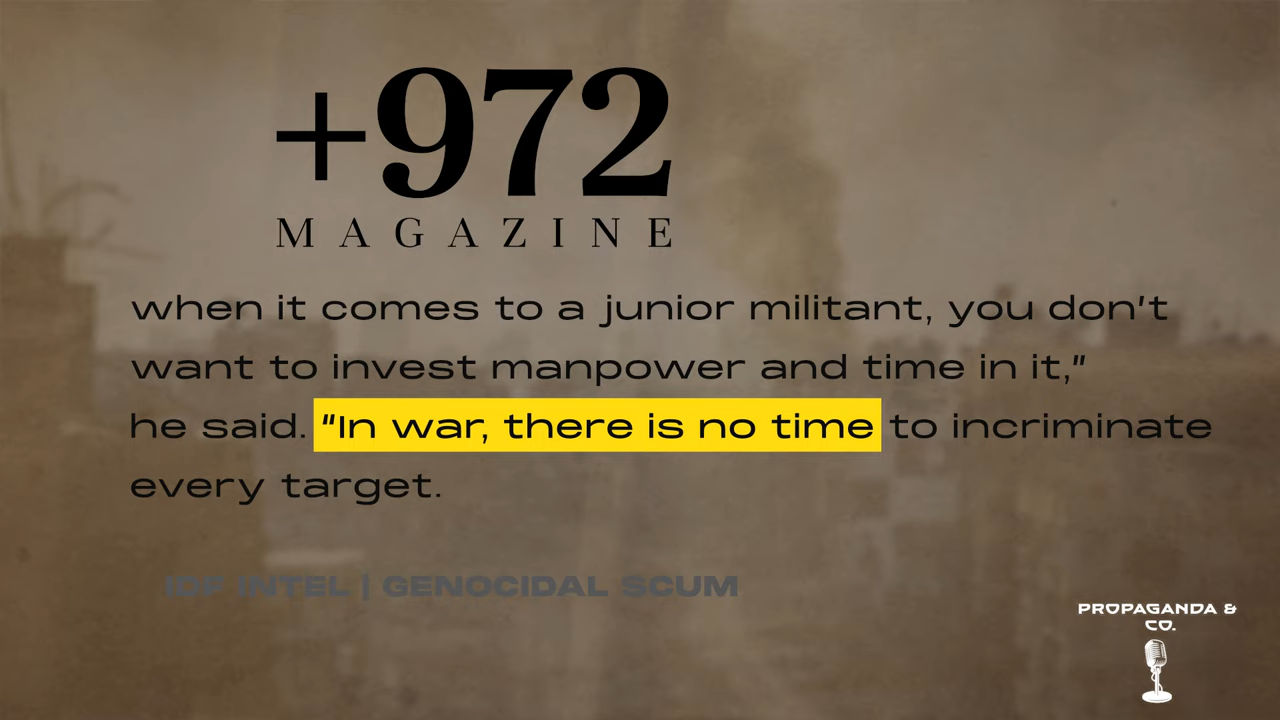 +972
MAGAZINE
when it comes to a junior militant, you don't
want to invest manpower and time in it,"
he said. "In war, there is no time to incriminate
every target.
IDF INTEL | GENOCIDAL SCUM
PROPAGANDA &
CO.